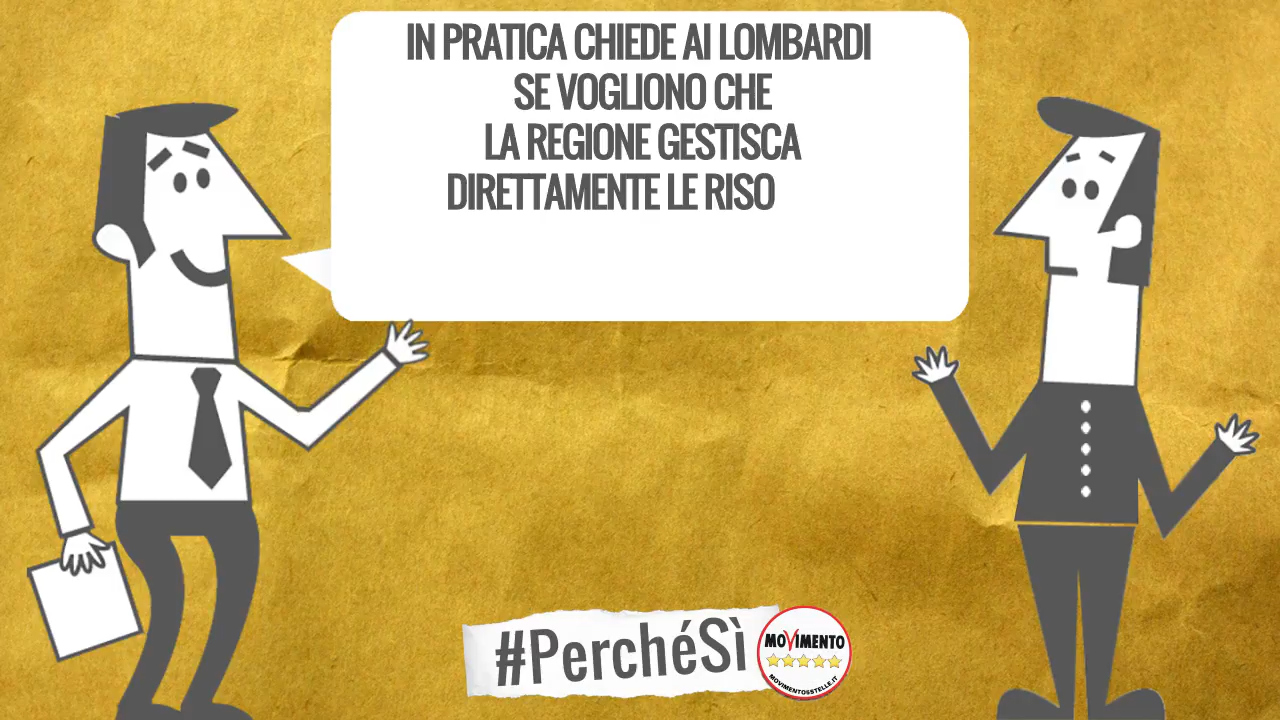 IN PRATICA CHIEDE AI LOMBARDI
SE VOGLIONO CHE
LA REGIONE GESTISCA
DIRETTAMENTE LE RISO
#PerchéSì
MOVIMENTO
MOVIMENTO5STELLE.IT